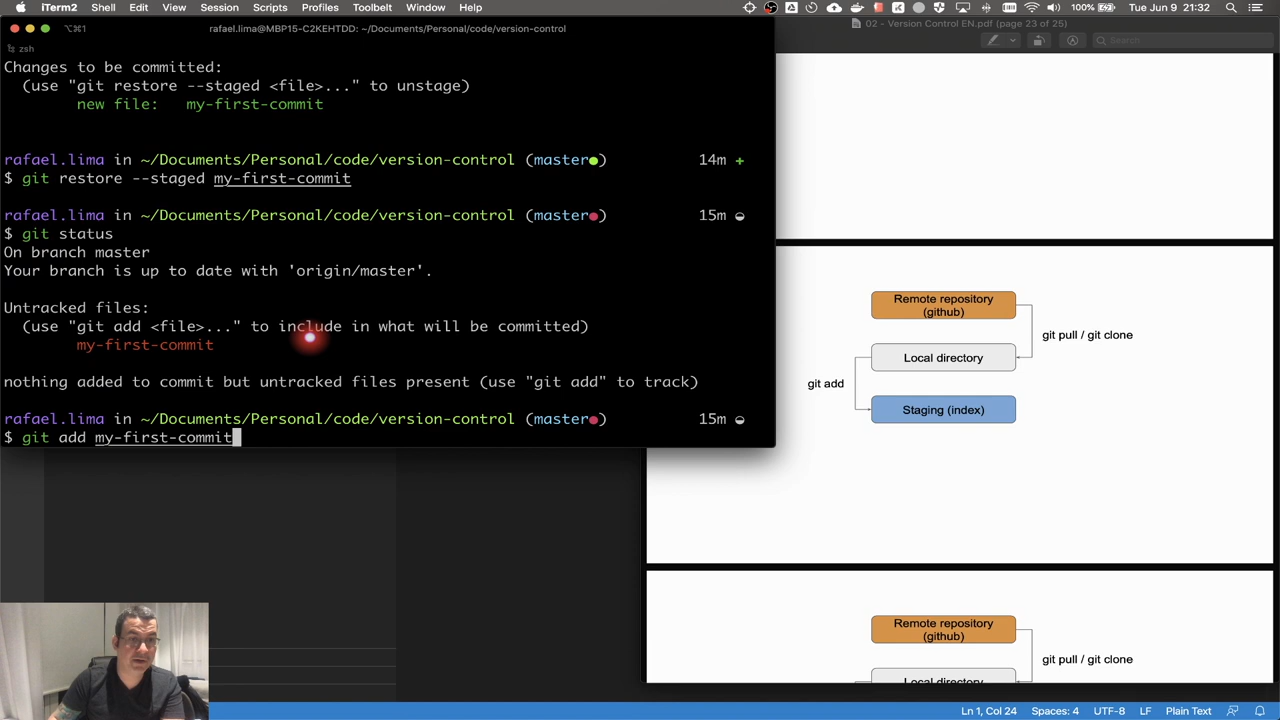 iTerm2 Shell Edit View Session Scripts Profiles Toolbelt Window Help
100% Tue Jun 9 21:32
⌥⌘1 rafael.lima@MBP15-C2KEHTDD: ~/Documents/Personal/code/version-control
02 - Version Control EN.pdf (page 23 of 25)
zsh
Search
Changes to be committed:
(use "git restore --staged <file>..." to unstage)
new file: my-first-commit
rafael.lima in ~/Documents/Personal/code/version-control (master●) 14m +
$ git restore --staged my-first-commit
rafael.lima in ~/Documents/Personal/code/version-control (master●) 15m
$ git status
On branch master
Your branch is up to date with 'origin/master'.
Untracked files:
(use "git add <file>..." to include in what will be committed)
my-first-commit
nothing added to commit but untracked files present (use "git add" to track)
rafael.lima in ~/Documents/Personal/code/version-control (master●) 15m
$ git add my-first-commit
Remote repository
(github)
git pull / git clone
Local directory
git add
Staging (index)
Remote repository
(github)
git pull / git clone
Local directory
Ln 1, Col 24 Spaces: 4 UTF-8 LF Plain Text